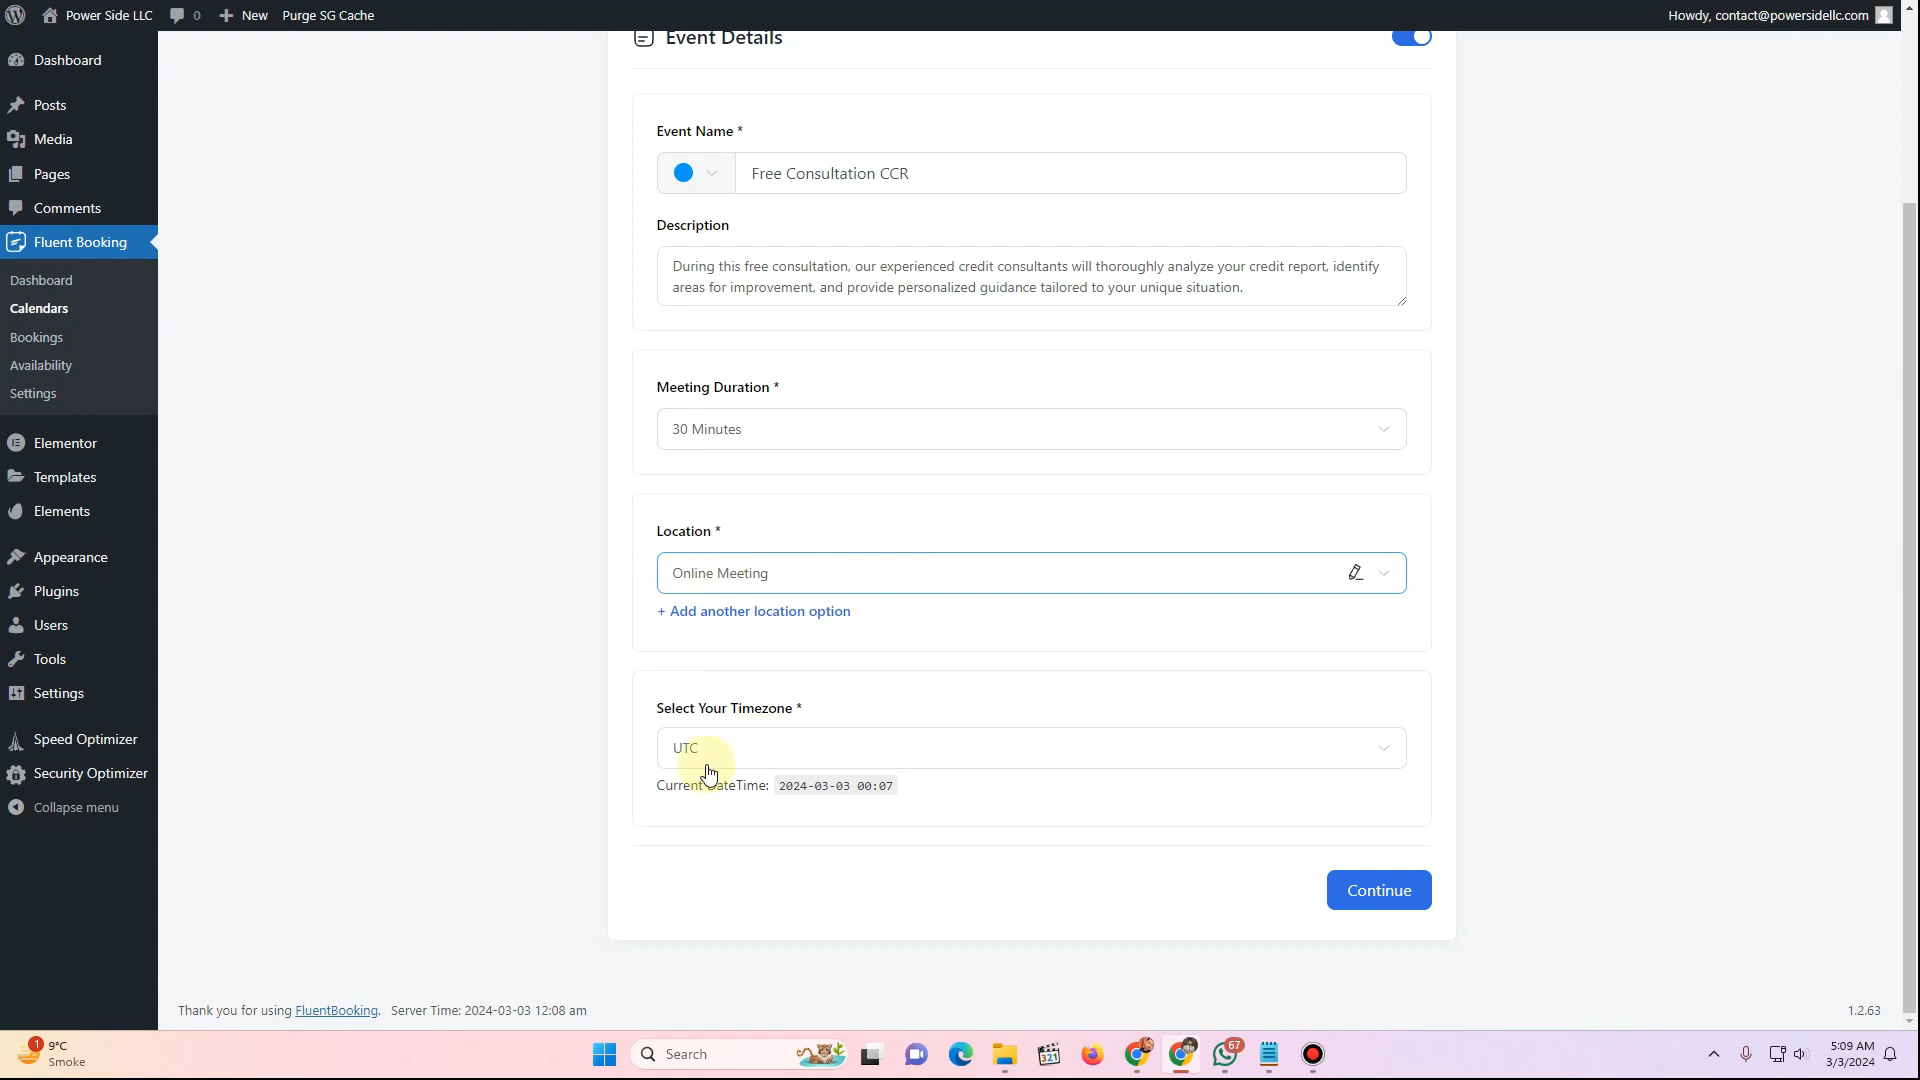 Power Side LLC
0
New
Purge SG Cache
Howdy, contact@powersidellc.com
Dashboard
Posts
Media
Pages
Comments
Fluent Booking
Dashboard
Calendars
Bookings
Availability
Settings
Elementor
Templates
Elements
Appearance
Plugins
Users
Tools
Settings
Speed Optimizer
Security Optimizer
Collapse menu
Event Details
Event Name *
Free Consultation CCR
Description
During this free consultation, our experienced credit consultants will thoroughly analyze your credit report, identify
areas for improvement, and provide personalized guidance tailored to your unique situation.
Meeting Duration *
30 Minutes
Location *
Online Meeting
+ Add another location option
Select Your Timezone *
UTC
Current DateTime: 2024-03-03 00:07
Continue
Thank you for using FluentBooking. Server Time: 2024-03-03 12:08 am
1.2.63
1
9°C
Smoke
Search
321
67
5:09 AM
3/3/2024